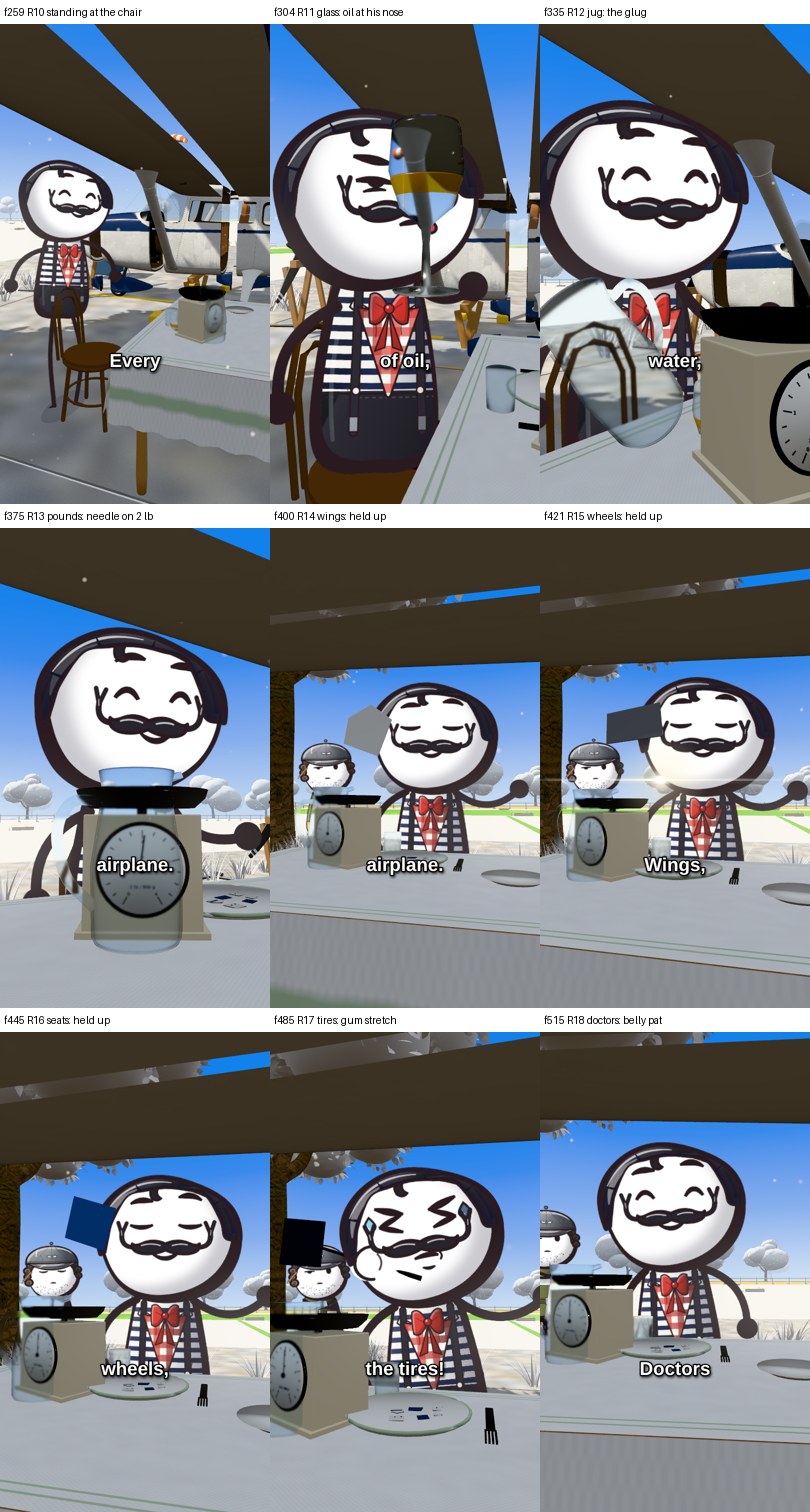 f259 R10 standing at the chair
f304 R11 glass: oil at his nose
f335 R12 jug: the glug
Every
of oil,
water,
f375 R13 pounds: needle on 2 lb
f400 R14 wings: held up
f421 R15 wheels: held up
airplane.
airplane.
Wings,
f445 R16 seats: held up
f485 R17 tires: gum stretch
f515 R18 doctors: belly pat
wheels,
the tires!
Doctors